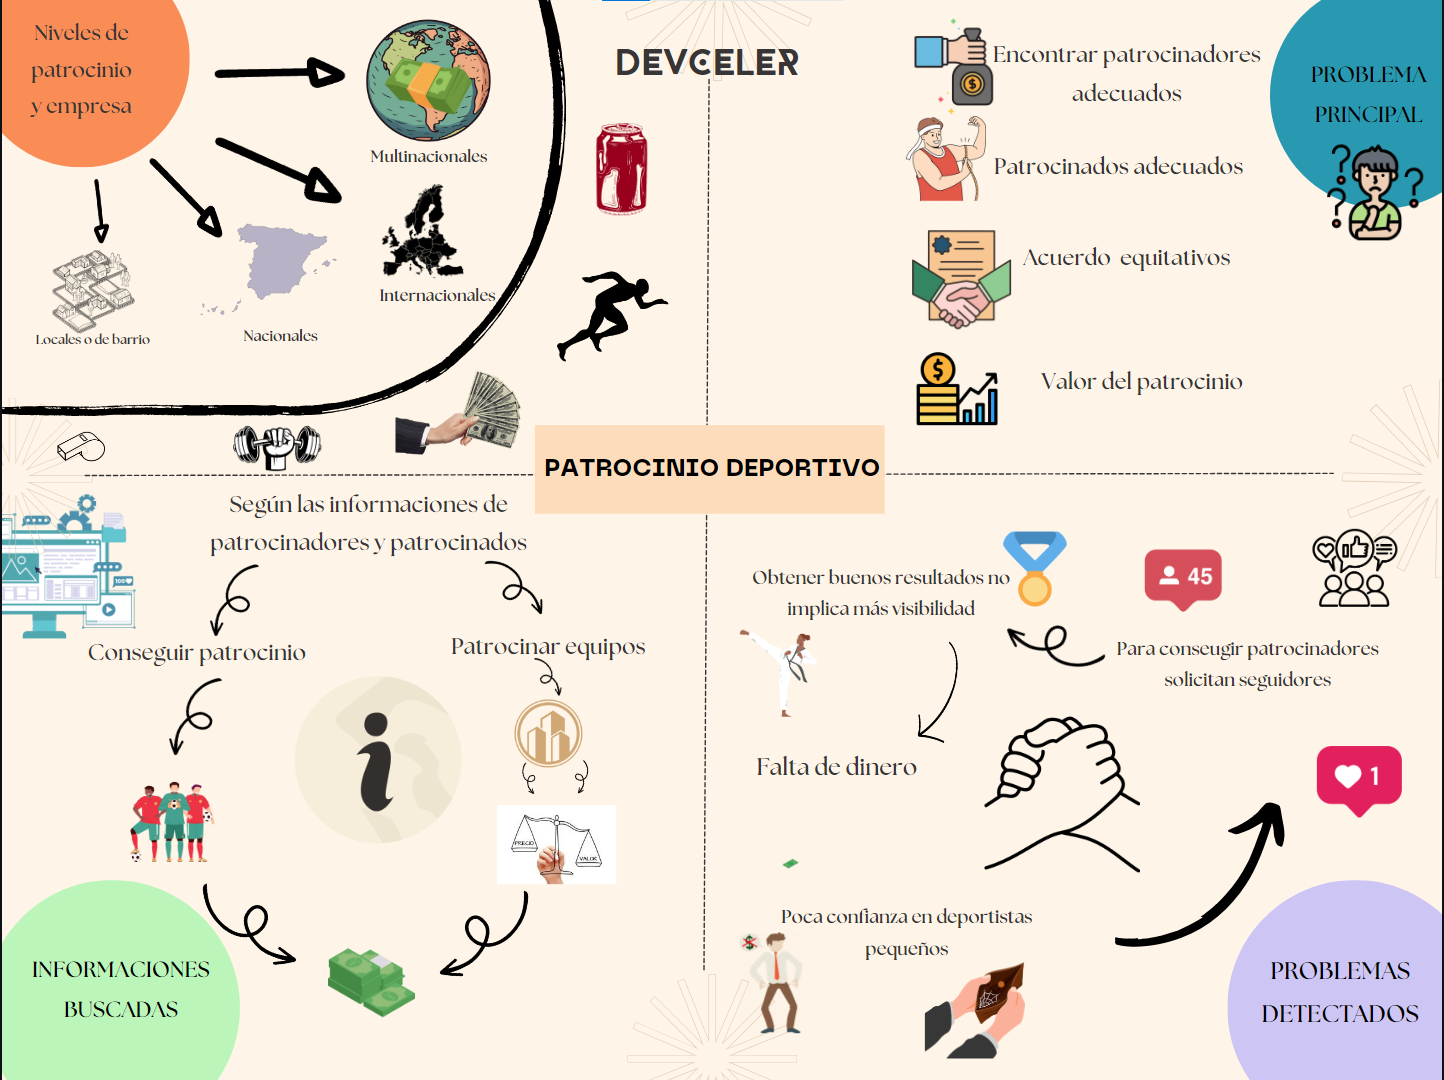 Niveles de
patrocinio
y empresa
Multinacionales
Internacionales
Nacionales
Locales o de barrio
DEVCELER
Encontrar patrocinadores
adecuados
Patrocinados adecuados
Acuerdo equitativos
Valor del patrocinio
PROBLEMA
PRINCIPAL
PATROCINIO DEPORTIVO
Según las informaciones de
patrocinadores y patrocinados
Conseguir patrocinio
Patrocinar equipos
PRECIO
VALOR
INFORMACIONES
BUSCADAS
Obtener buenos resultados no
implica más visibilidad
45
Para conseugir patrocinadores
solicitan seguidores
Falta de dinero
1
Poca confianza en deportistas
pequeños
PROBLEMAS
DETECTADOS